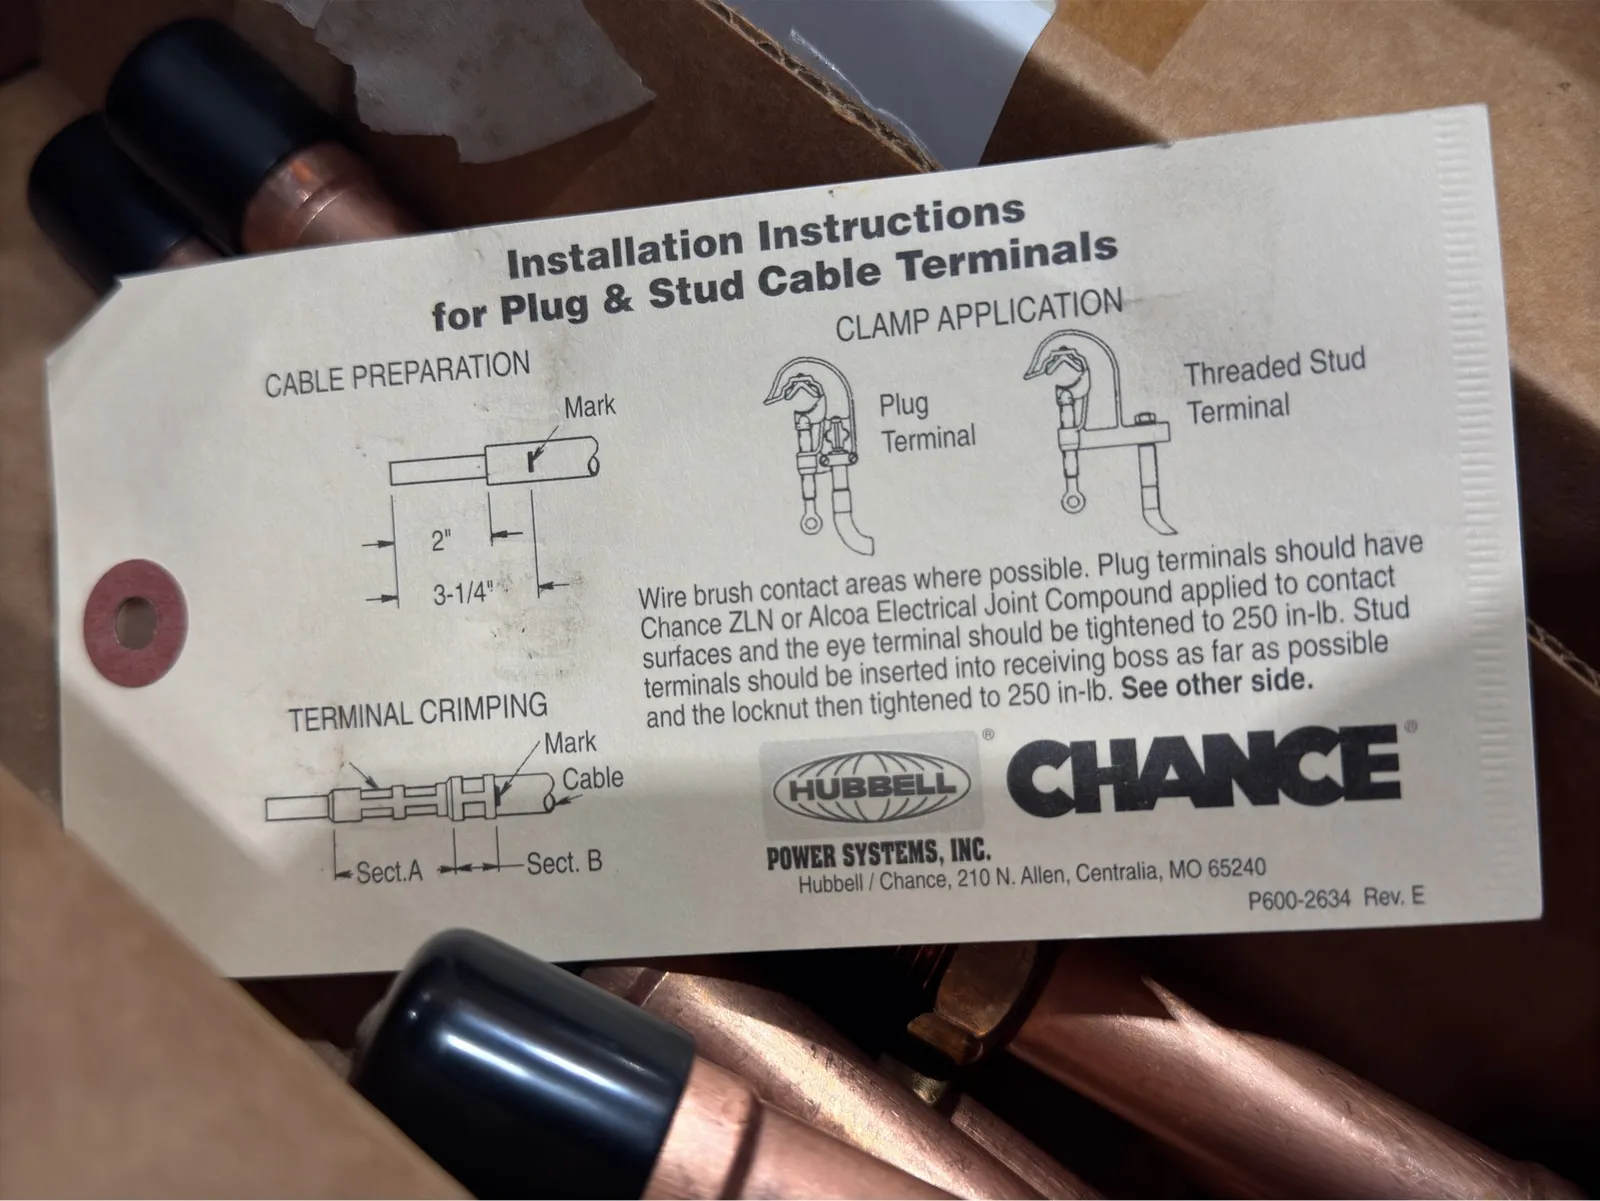 Installation Instructions
for Plug & Stud Cable Terminals
CABLE PREPARATION
Mark
2"
3-1/4"
CLAMP APPLICATION
Plug
Terminal
Threaded Stud
Terminal
Wire brush contact areas where possible. Plug terminals should have
Chance ZLN or Alcoa Electrical Joint Compound applied to contact
surfaces and the eye terminal should be tightened to 250 in-lb. Stud
terminals should be inserted into receiving boss as far as possible
and the locknut then tightened to 250 in-lb. See other side.
TERMINAL CRIMPING
Mark
Cable
Sect.A
Sect. B
HUBBELL ®
POWER SYSTEMS, INC.
CHANCE ®
Hubbell / Chance, 210 N. Allen, Centralia, MO 65240
P600-2634 Rev. E